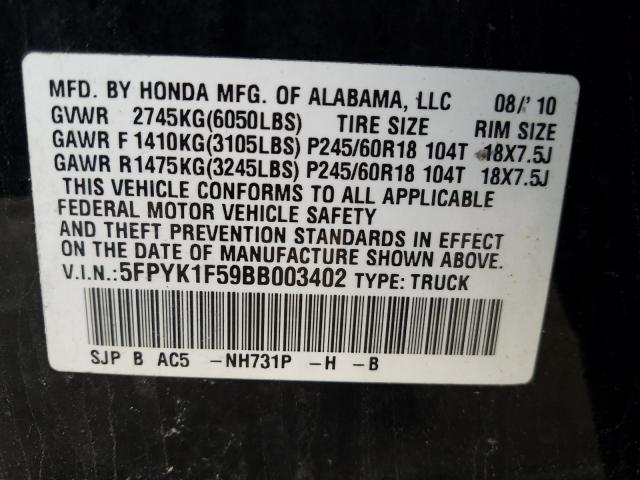 MFD. BY HONDA MFG. OF ALABAMA, LLC 08/'10
GVWR 2745KG(6050LBS) TIRE SIZE RIM SIZE
GAWR F 1410KG(3105LBS) P245/60R18 104T 18X7.5J
GAWR R 1475KG(3245LBS) P245/60R18 104T 18X7.5J
THIS VEHICLE CONFORMS TO ALL APPLICABLE
FEDERAL MOTOR VEHICLE SAFETY
AND THEFT PREVENTION STANDARDS IN EFFECT
ON THE DATE OF MANUFACTURE SHOWN ABOVE.
V.I.N.:5FPYK1F59BB003402 TYPE: TRUCK
SJP B AC5 -NH731P -H -B